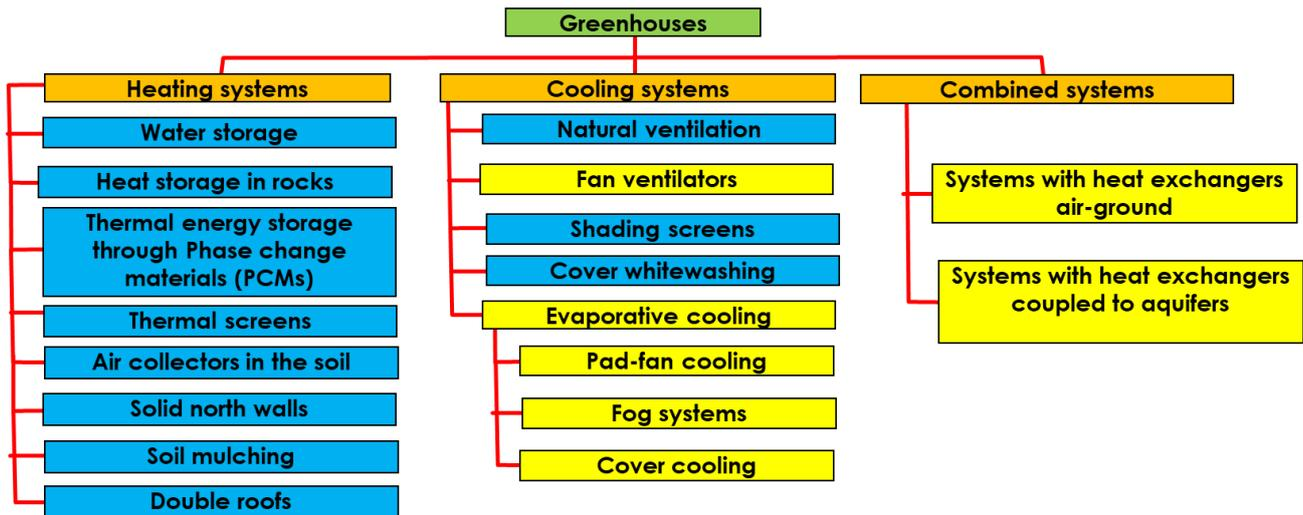 Greenhouses
Heating systems
Water storage
Heat storage in rocks
Thermal energy storage
through Phase change
materials (PCMs)
Thermal screens
Air collectors in the soil
Solid north walls
Soil mulching
Double roofs
Cooling systems
Natural ventilation
Fan ventilators
Shading screens
Cover whitewashing
Evaporative cooling
Pad-fan cooling
Fog systems
Cover cooling
Combined systems
Systems with heat exchangers
air-ground
Systems with heat exchangers
coupled to aquifers